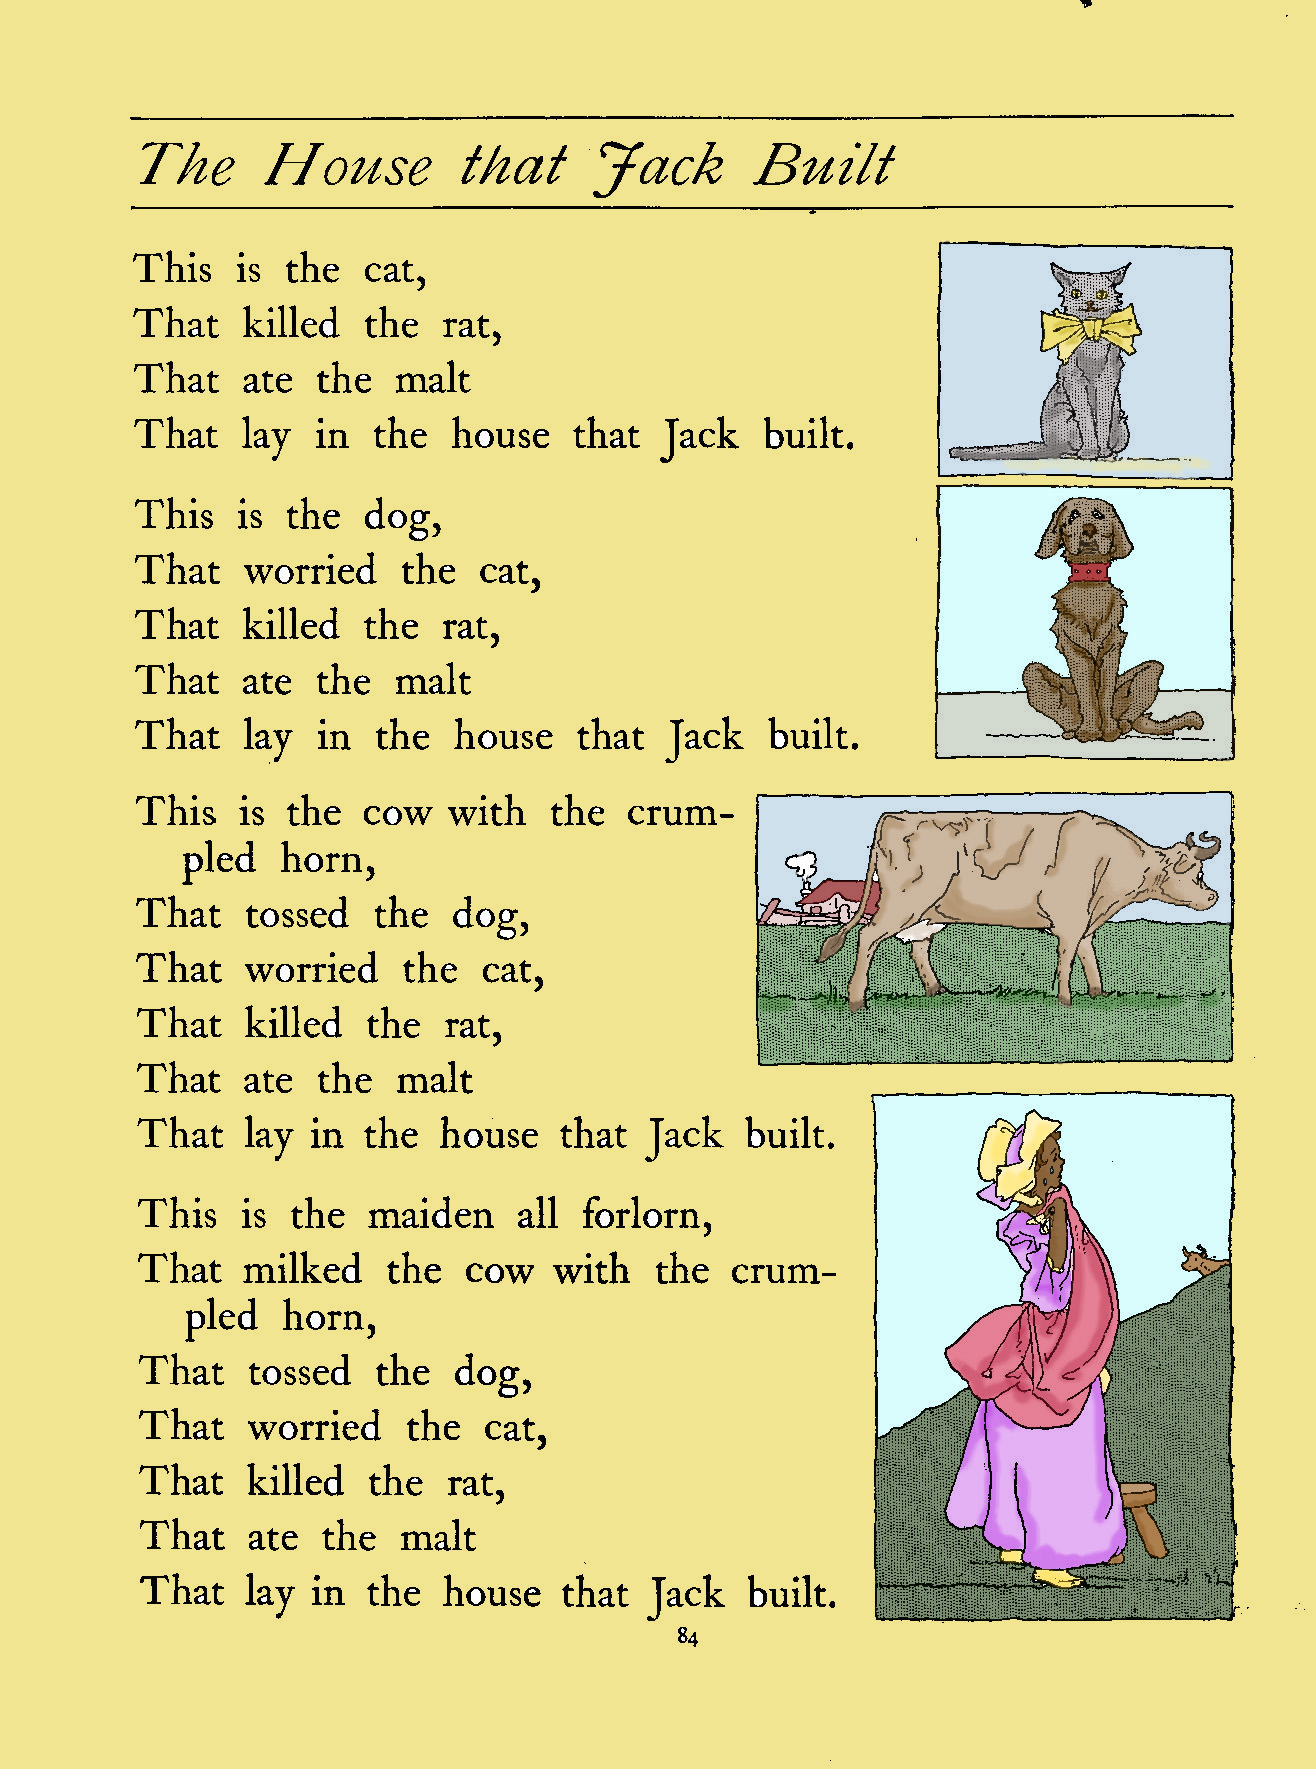 The House that Jack Built
This is the cat,
That killed the rat,
That ate the malt
That lay in the house that Jack built.
This is the dog,
That worried the cat,
That killed the rat,
That ate the malt
That lay in the house that Jack built.
This is the cow with the crum-
pled horn,
That tossed the dog,
That worried the cat,
That killed the rat,
That ate the malt
That lay in the house that Jack built.
This is the maiden all forlorn,
That milked the cow with the crum-
pled horn,
That tossed the dog,
That worried the cat,
That killed the rat,
That ate the malt
That lay in the house that Jack built.
84